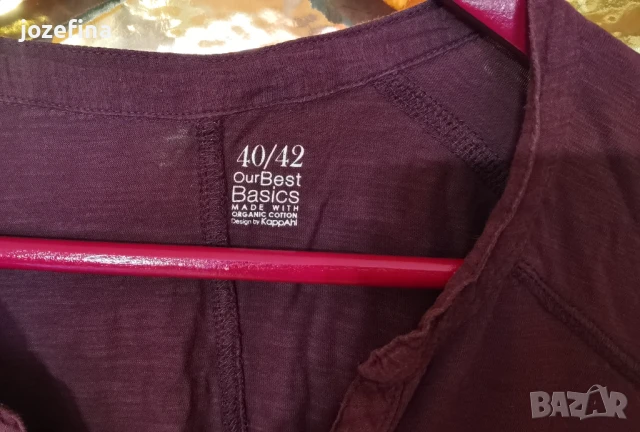 jozefina
40/42
OurBest
Basics
MADE WITH
ORGANIC COTTON
Design by KappAhl
BAZAR